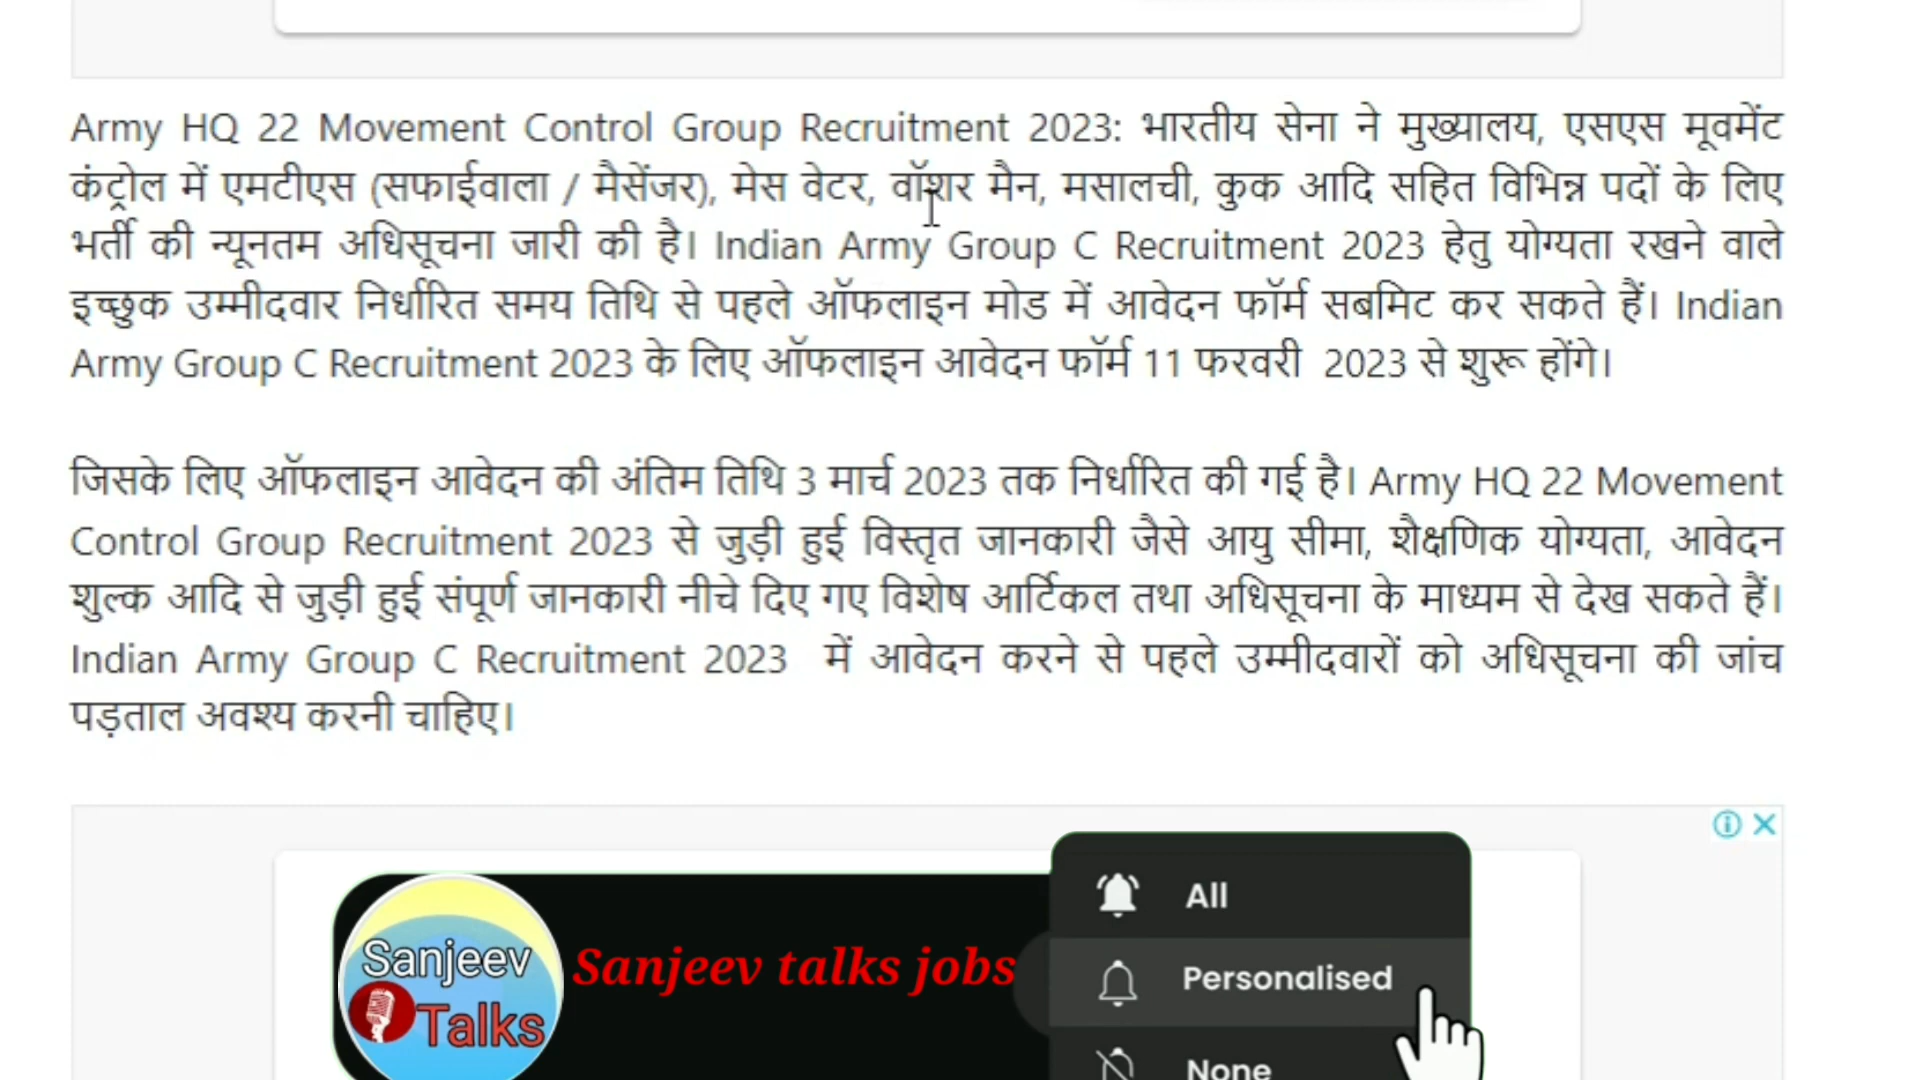 Army HQ 22 Movement Control Group Recruitment 2023: भारतीय सेना ने मुख्यालय, एसएस मूवमेंट
कंट्रोल में एमटीएस (सफाईवाला / मैसेंजर), मेस वेटर, वॉशर मैन, मसालची, कुक आदि सहित विभिन्न पदों के लिए
भर्ती की न्यूनतम अधिसूचना जारी की है। Indian Army Group C Recruitment 2023 हेतु योग्यता रखने वाले
इच्छुक उम्मीदवार निर्धारित समय तिथि से पहले ऑफलाइन मोड में आवेदन फॉर्म सबमिट कर सकते हैं। Indian
Army Group C Recruitment 2023 के लिए ऑफलाइन आवेदन फॉर्म 11 फरवरी 2023 से शुरू होंगे।
जिसके लिए ऑफलाइन आवेदन की अंतिम तिथि 3 मार्च 2023 तक निर्धारित की गई है। Army HQ 22 Movement
Control Group Recruitment 2023 से जुड़ी हुई विस्तृत जानकारी जैसे आयु सीमा, शैक्षणिक योग्यता, आवेदन
शुल्क आदि से जुड़ी हुई संपूर्ण जानकारी नीचे दिए गए विशेष आर्टिकल तथा अधिसूचना के माध्यम से देख सकते हैं।
Indian Army Group C Recruitment 2023 में आवेदन करने से पहले उम्मीदवारों को अधिसूचना की जांच
पड़ताल अवश्य करनी चाहिए।
Sanjeev
Talks
Sanjeev talks jobs
All
Personalised
None